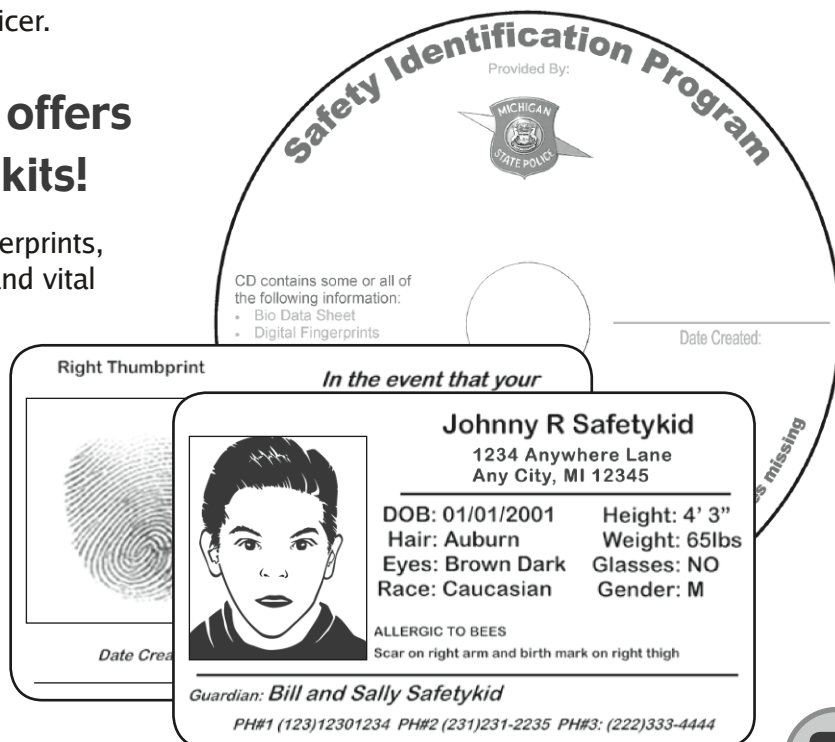 icer.
offers
kits!
erprints,
and vital
Safety Identification Program
Provided By:
MICHIGAN
STATE POLICE
CD contains some or all of
the following information:
• Bio Data Sheet
• Digital Fingerprints
Date Created:
es missing
Right Thumbprint
In the event that your
Date Crea
Johnny R Safetykid
1234 Anywhere Lane
Any City, MI 12345
DOB: 01/01/2001 Height: 4' 3"
Hair: Auburn Weight: 65lbs
Eyes: Brown Dark Glasses: NO
Race: Caucasian Gender: M
ALLERGIC TO BEES
Scar on right arm and birth mark on right thigh
Guardian: Bill and Sally Safetykid
PH#1 (123)12301234 PH#2 (231)231-2235 PH#3: (222)333-4444